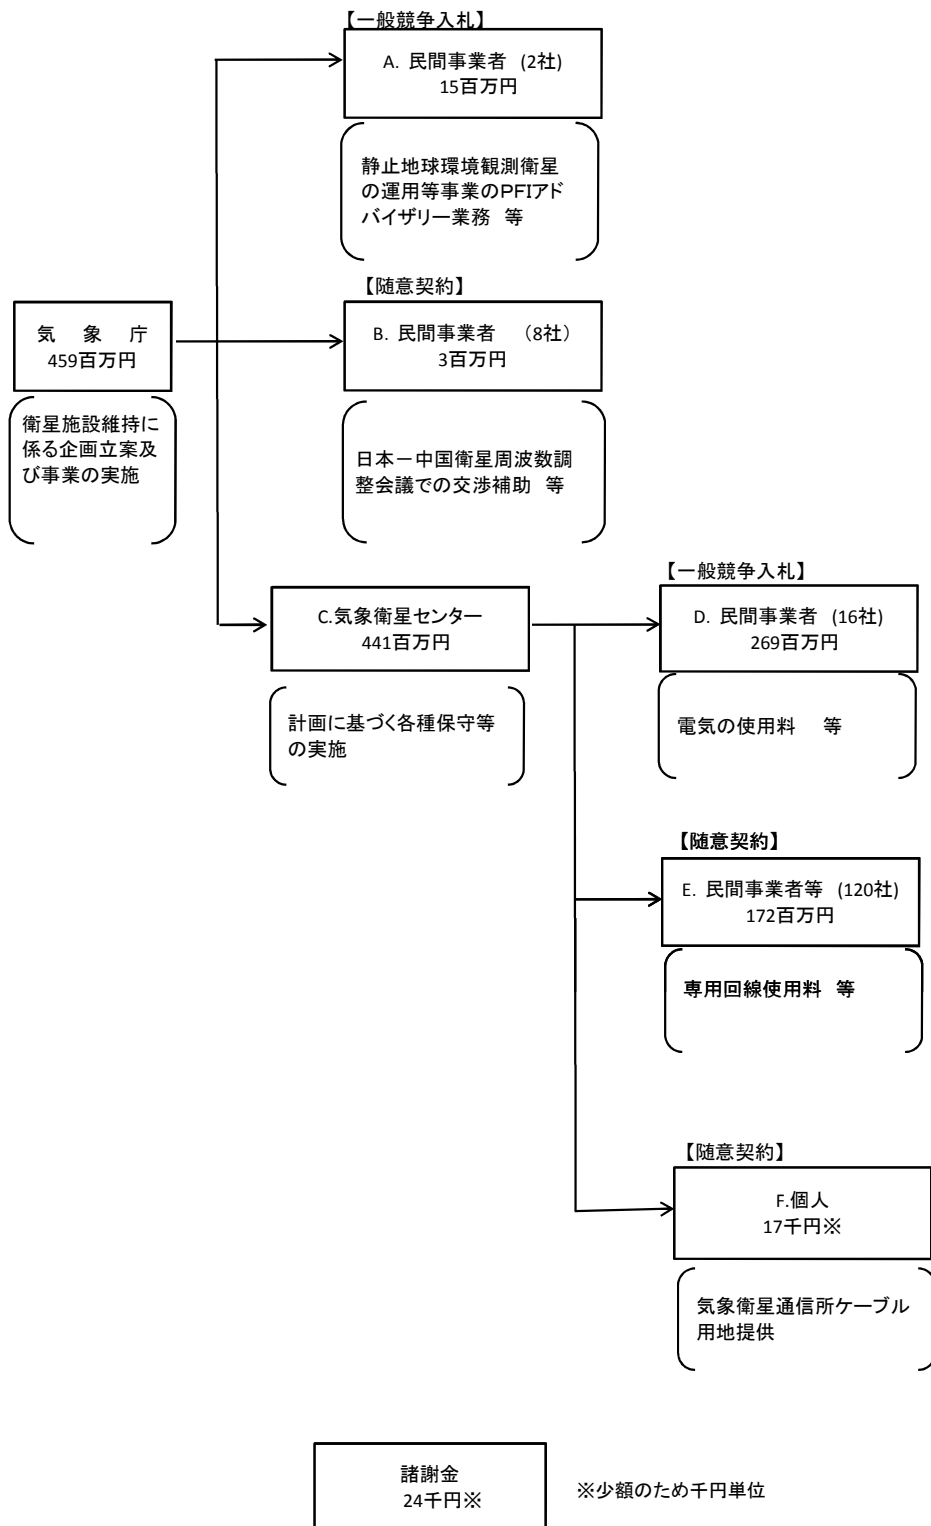 【一般競争入札】
A. 民間事業者 (2社)
15百万円
静止地球環境観測衛星
の運用等事業のPFIアド
バイザリー業務 等
【随意契約】
気 象 庁
459百万円
B. 民間事業者 （8社）
3百万円
衛星施設維持に
係る企画立案及
び事業の実施
日本－中国衛星周波数調
整会議での交渉補助 等
【一般競争入札】
C.気象衛星センター
441百万円
D. 民間事業者 (16社)
269百万円
計画に基づく各種保守等
の実施
電気の使用料 等
【随意契約】
E. 民間事業者等 (120社)
172百万円
専用回線使用料 等
【随意契約】
F.個人
17千円※
気象衛星通信所ケーブル
用地提供
諸謝金
24千円※
※少額のため千円単位